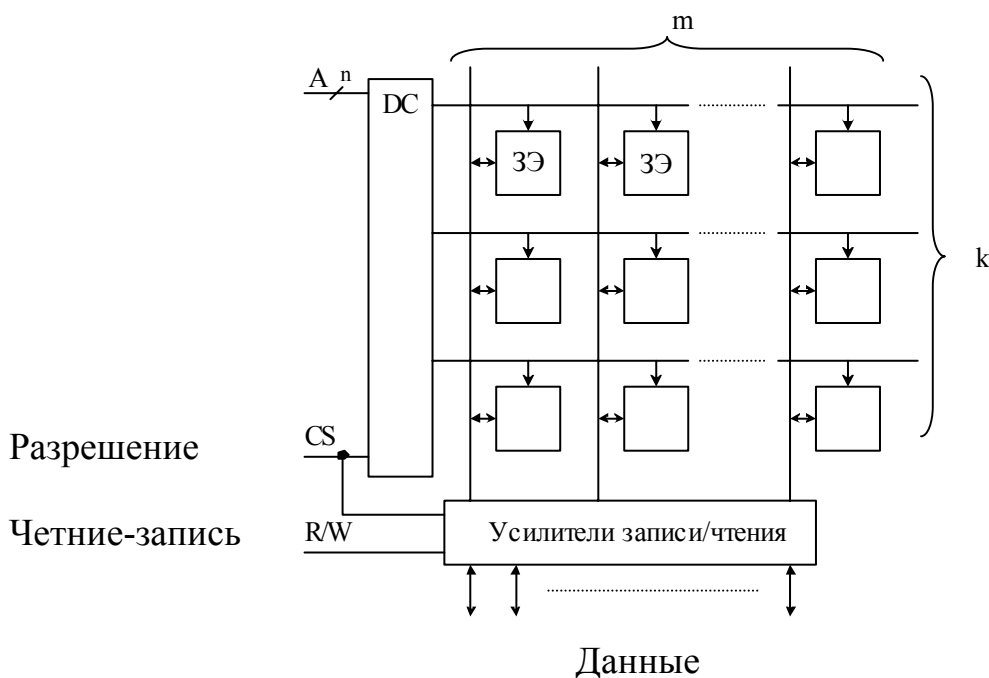 m
A n
DC
ЗЭ ЗЭ
k
CS
Разрешение
Четние-запись
R/W
Усилители записи/чтения
Данные